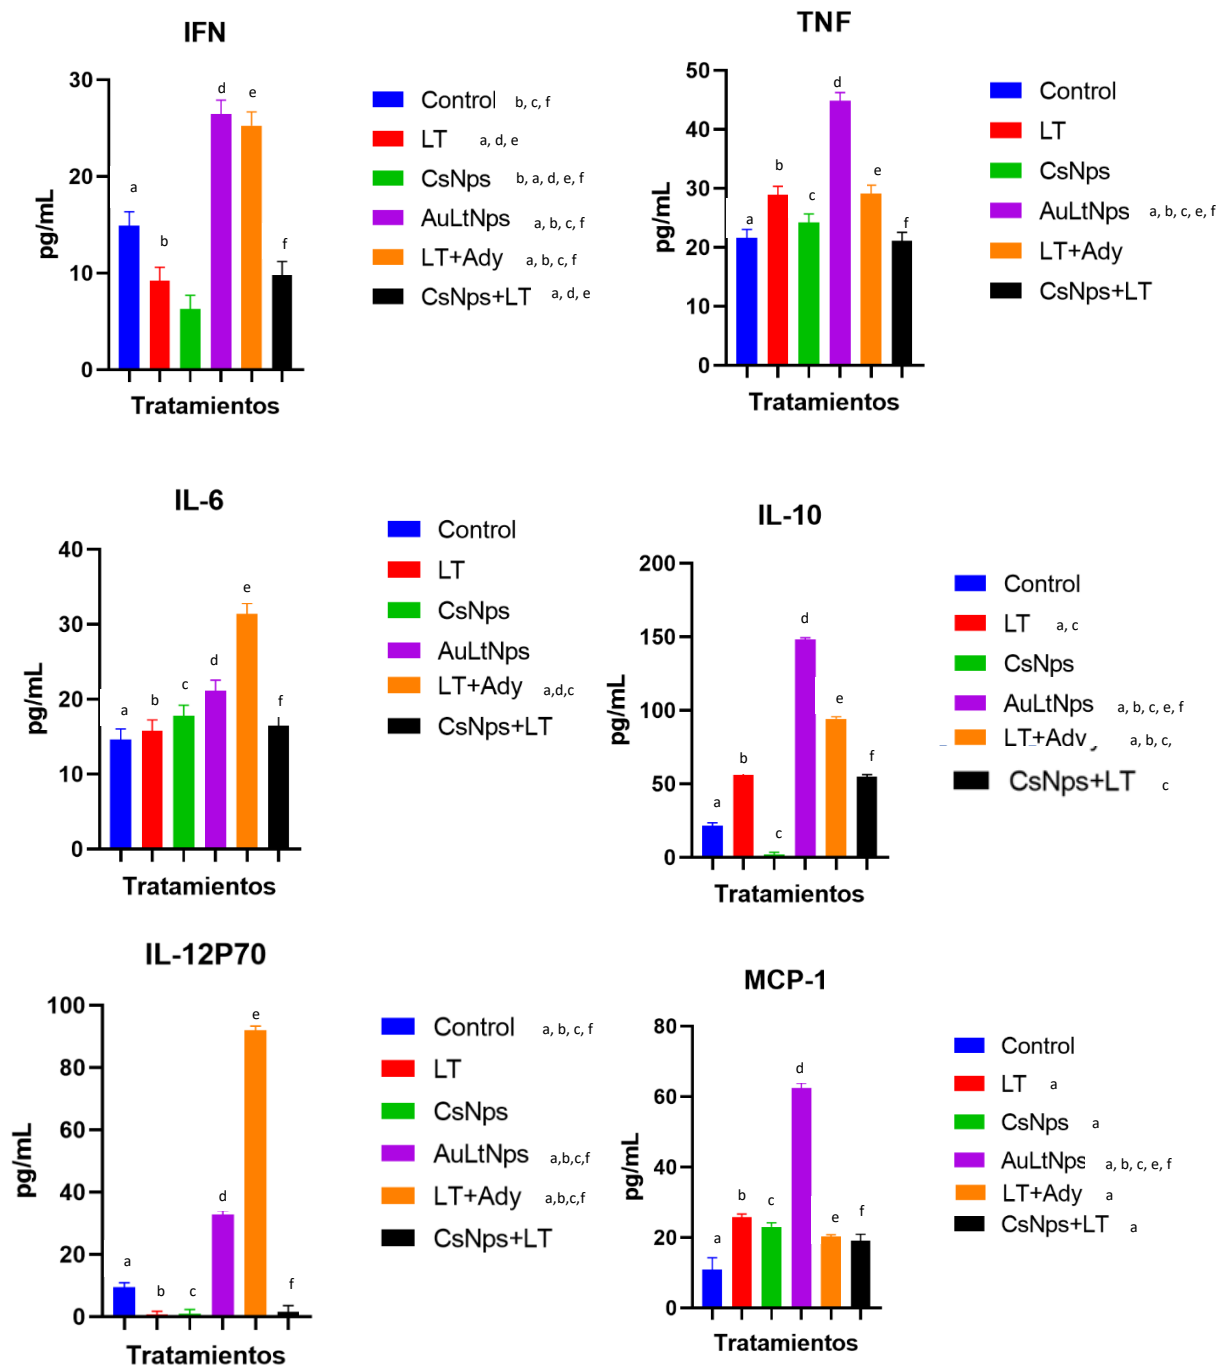 IFN
30
20
10
0
pg/mL
a
b
d
e
f
Tratamientos
Control b, c, f
LT a, d, e
CsNps b, a, d, e, f
AuLtNps a, b, c, f
LT+Ady a, b, c, f
CsNps+LT a, d, e
TNF
50
40
30
20
10
0
pg/mL
a
b
c
d
e
f
Tratamientos
Control
LT
CsNps
AuLtNps a, b, c, e, f
LT+Ady
CsNps+LT
IL-6
40
30
20
10
0
pg/mL
a
b
c
d
e
f
Tratamientos
Control
LT
CsNps
AuLtNps
LT+Ady a,d,c
CsNps+LT
IL-10
200
150
100
50
0
pg/mL
a
b
c
d
e
f
Tratamientos
Control
LT a, c
CsNps
AuLtNps a, b, c, e, f
LT+Ady a, b, c,
CsNps+LT c
IL-12P70
100
80
60
40
20
0
pg/mL
a
b
c
d
e
f
Tratamientos
Control a, b, c, f
LT
CsNps
AuLtNps a,b,c,f
LT+Ady a,b,c,f
CsNps+LT
MCP-1
80
60
40
20
0
pg/mL
a
b
c
d
e
f
Tratamientos
Control
LT a
CsNps a
AuLtNps a, b, c, e, f
LT+Ady a
CsNps+LT a